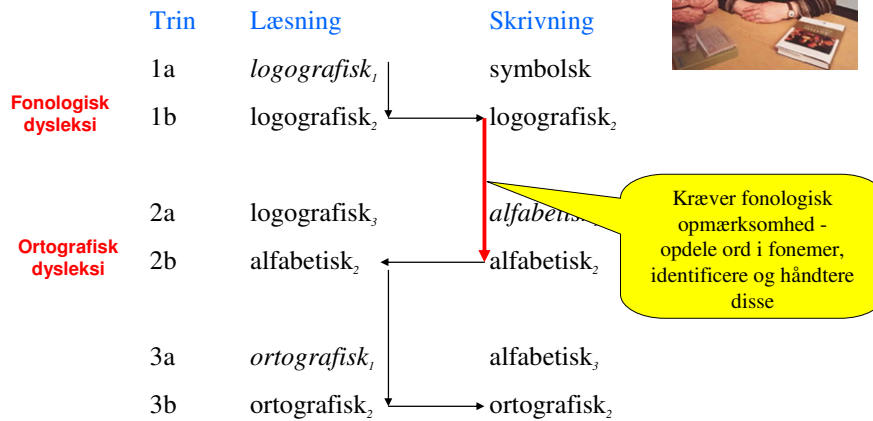 Trin Læsning Skrivning
1a logografisk₁ symbolsk
Fonologisk
dysleksi
1b logografisk₂ logografisk₂
2a logografisk₃ alfabetisk
Ortografisk
dysleksi
2b alfabetisk₂ alfabetisk₂
3a ortografisk₁ alfabetisk₃
3b ortografisk₂ ortografisk₂
Kræver fonologisk
opmærksomhed -
opdele ord i fonemer,
identificere og håndtere
disse